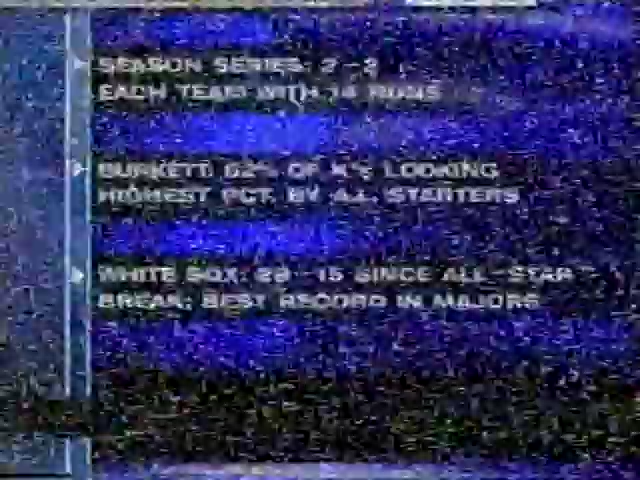 SEASON SERIES: 2-2
EACH TEAM WITH 14 RUNS
BURKETT: 62% OF K'S LOOKING
HIGHEST PCT. BY A.L. STARTERS
WHITE SOX: 15 SINCE ALL-STAR
BREAK; BEST RECORD IN MAJORS